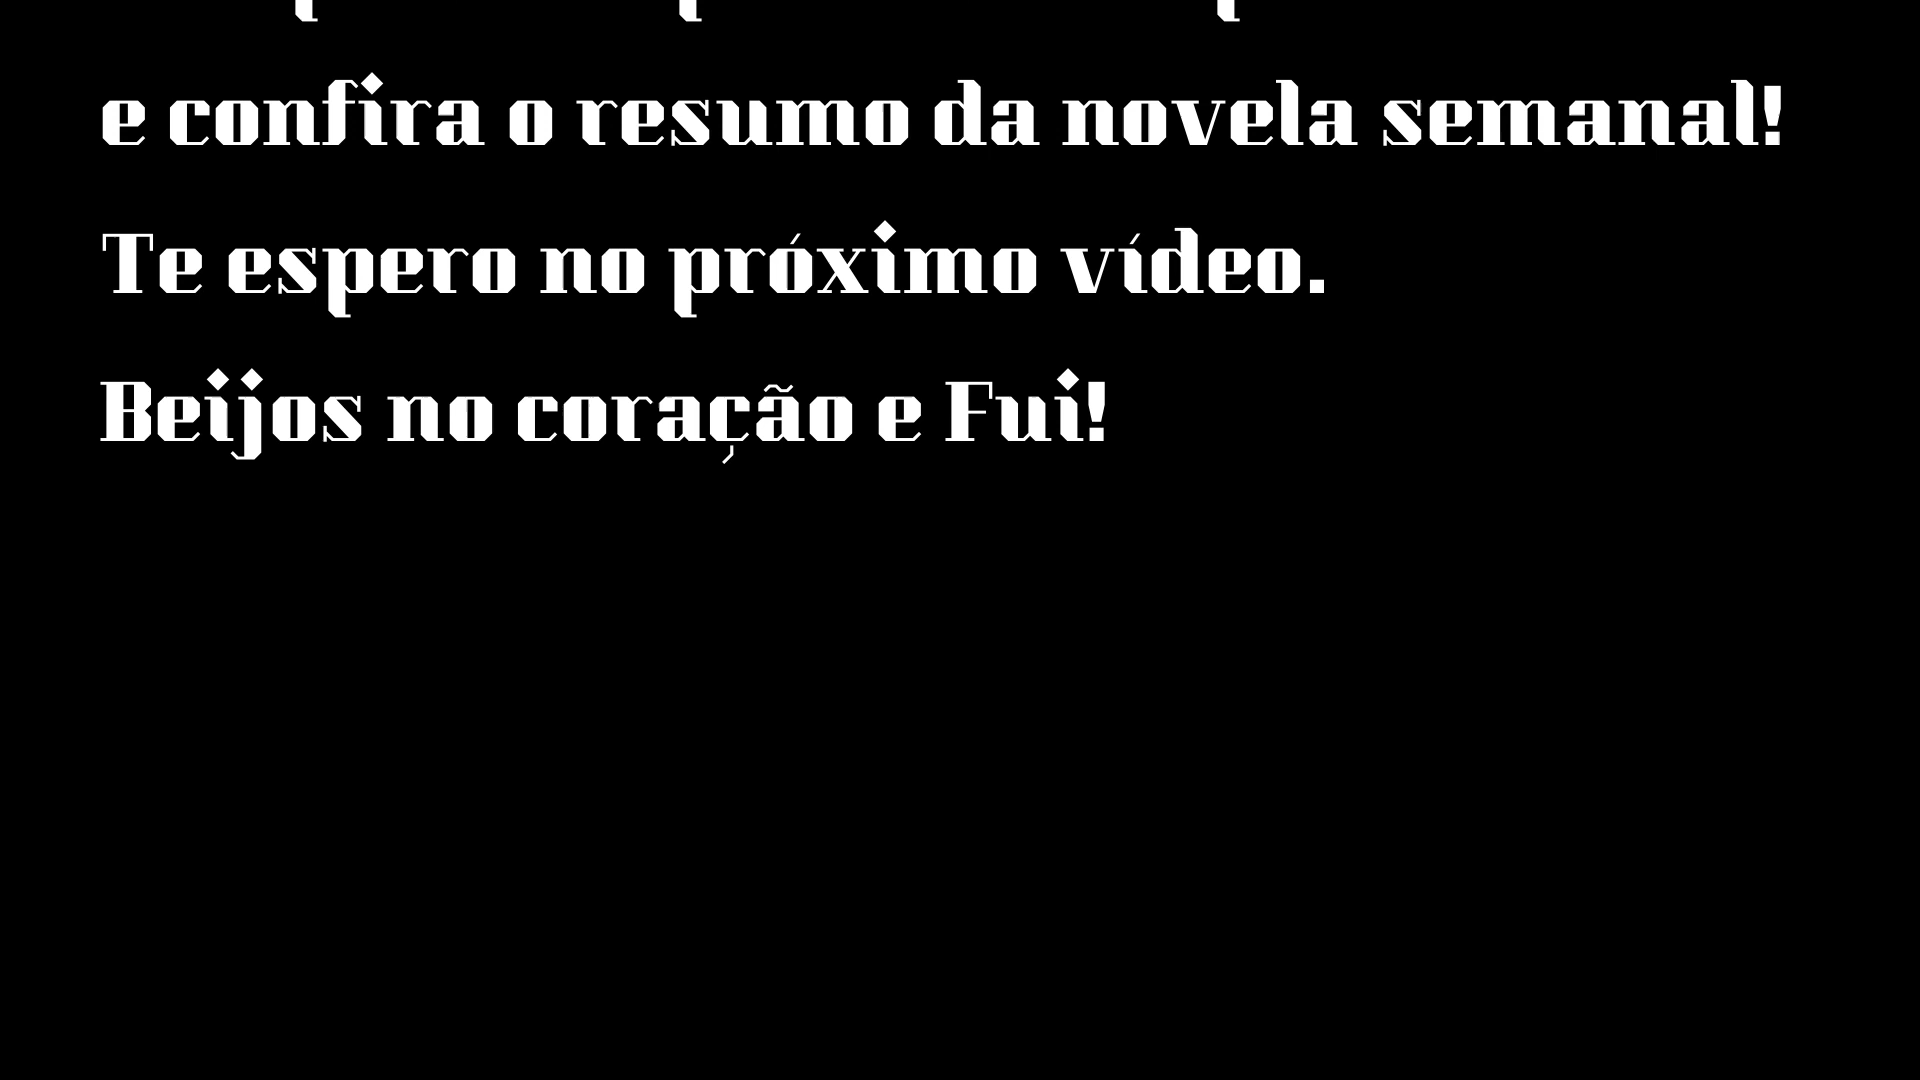 e confira o resumo da novela semanal!
Te espero no próximo vídeo.
Beijos no coração e Fui!